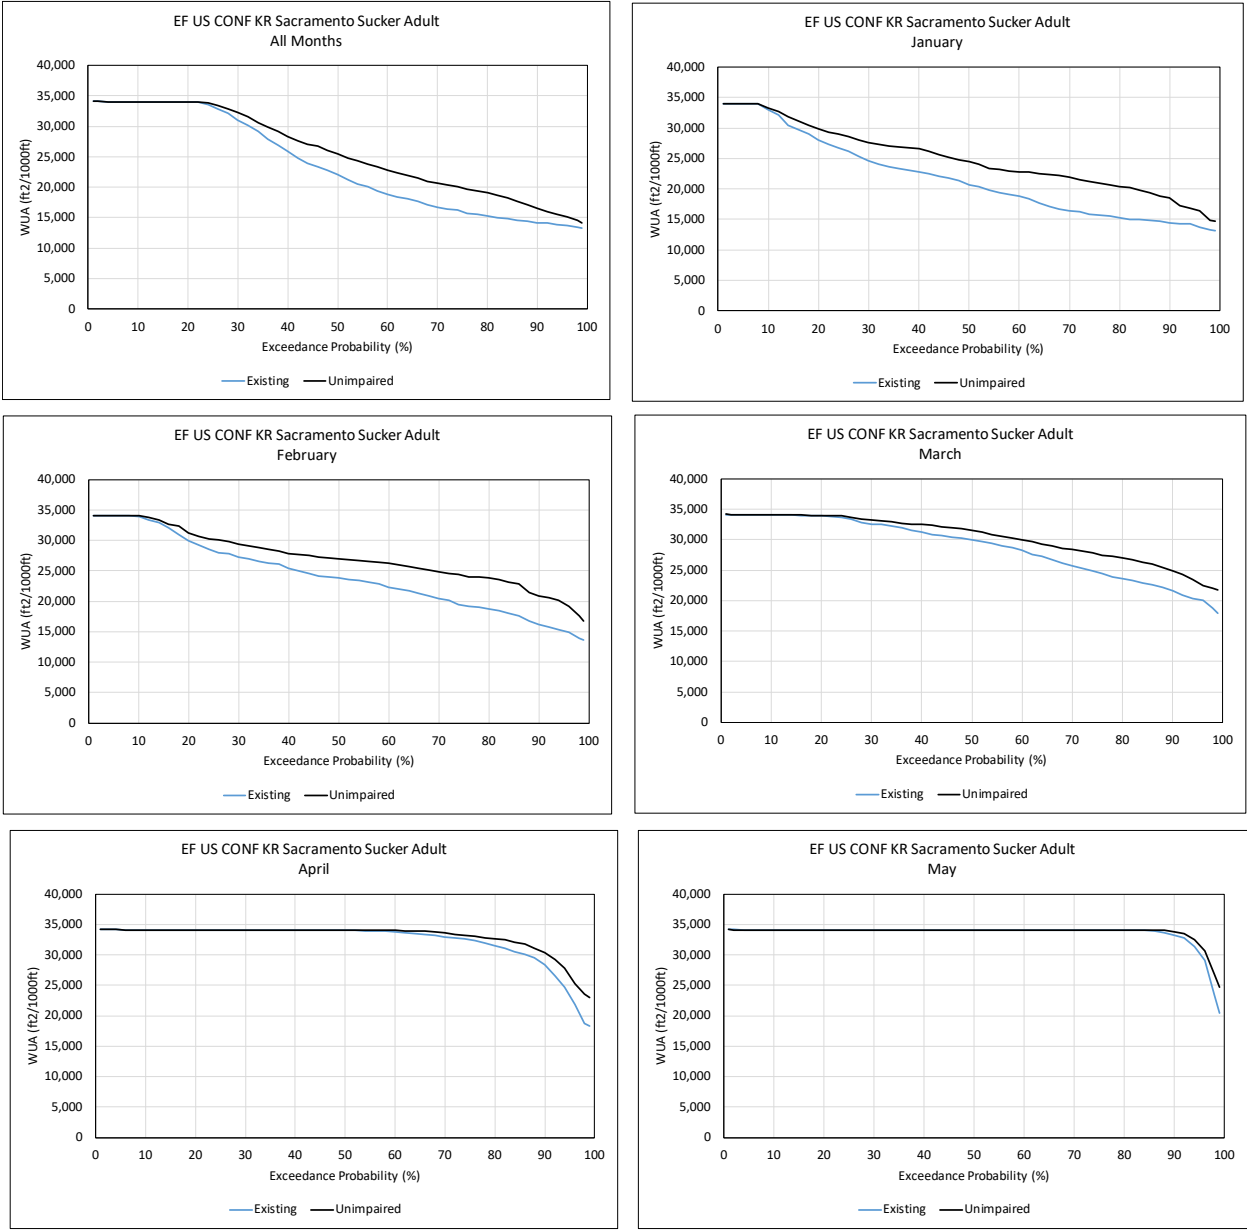 EF US CONF KR Sacramento Sucker Adult
All Months
40,000
35,000
30,000
25,000
20,000
15,000
10,000
5,000
0
WUA (ft2/1000ft)
0 10 20 30 40 50 60 70 80 90 100
Exceedance Probability (%)
Existing Unimpaired
EF US CONF KR Sacramento Sucker Adult
January
40,000
35,000
30,000
25,000
20,000
15,000
10,000
5,000
0
WUA (ft2/1000ft)
0 10 20 30 40 50 60 70 80 90 100
Exceedance Probability (%)
Existing Unimpaired
EF US CONF KR Sacramento Sucker Adult
February
40,000
35,000
30,000
25,000
20,000
15,000
10,000
5,000
0
WUA (ft2/1000ft)
0 10 20 30 40 50 60 70 80 90 100
Exceedance Probability (%)
Existing Unimpaired
EF US CONF KR Sacramento Sucker Adult
March
40,000
35,000
30,000
25,000
20,000
15,000
10,000
5,000
0
WUA (ft2/1000ft)
0 10 20 30 40 50 60 70 80 90 100
Exceedance Probability (%)
Existing Unimpaired
EF US CONF KR Sacramento Sucker Adult
April
40,000
35,000
30,000
25,000
20,000
15,000
10,000
5,000
0
WUA (ft2/1000ft)
0 10 20 30 40 50 60 70 80 90 100
Exceedance Probability (%)
Existing Unimpaired
EF US CONF KR Sacramento Sucker Adult
May
40,000
35,000
30,000
25,000
20,000
15,000
10,000
5,000
0
WUA (ft2/1000ft)
0 10 20 30 40 50 60 70 80 90 100
Exceedance Probability (%)
Existing Unimpaired